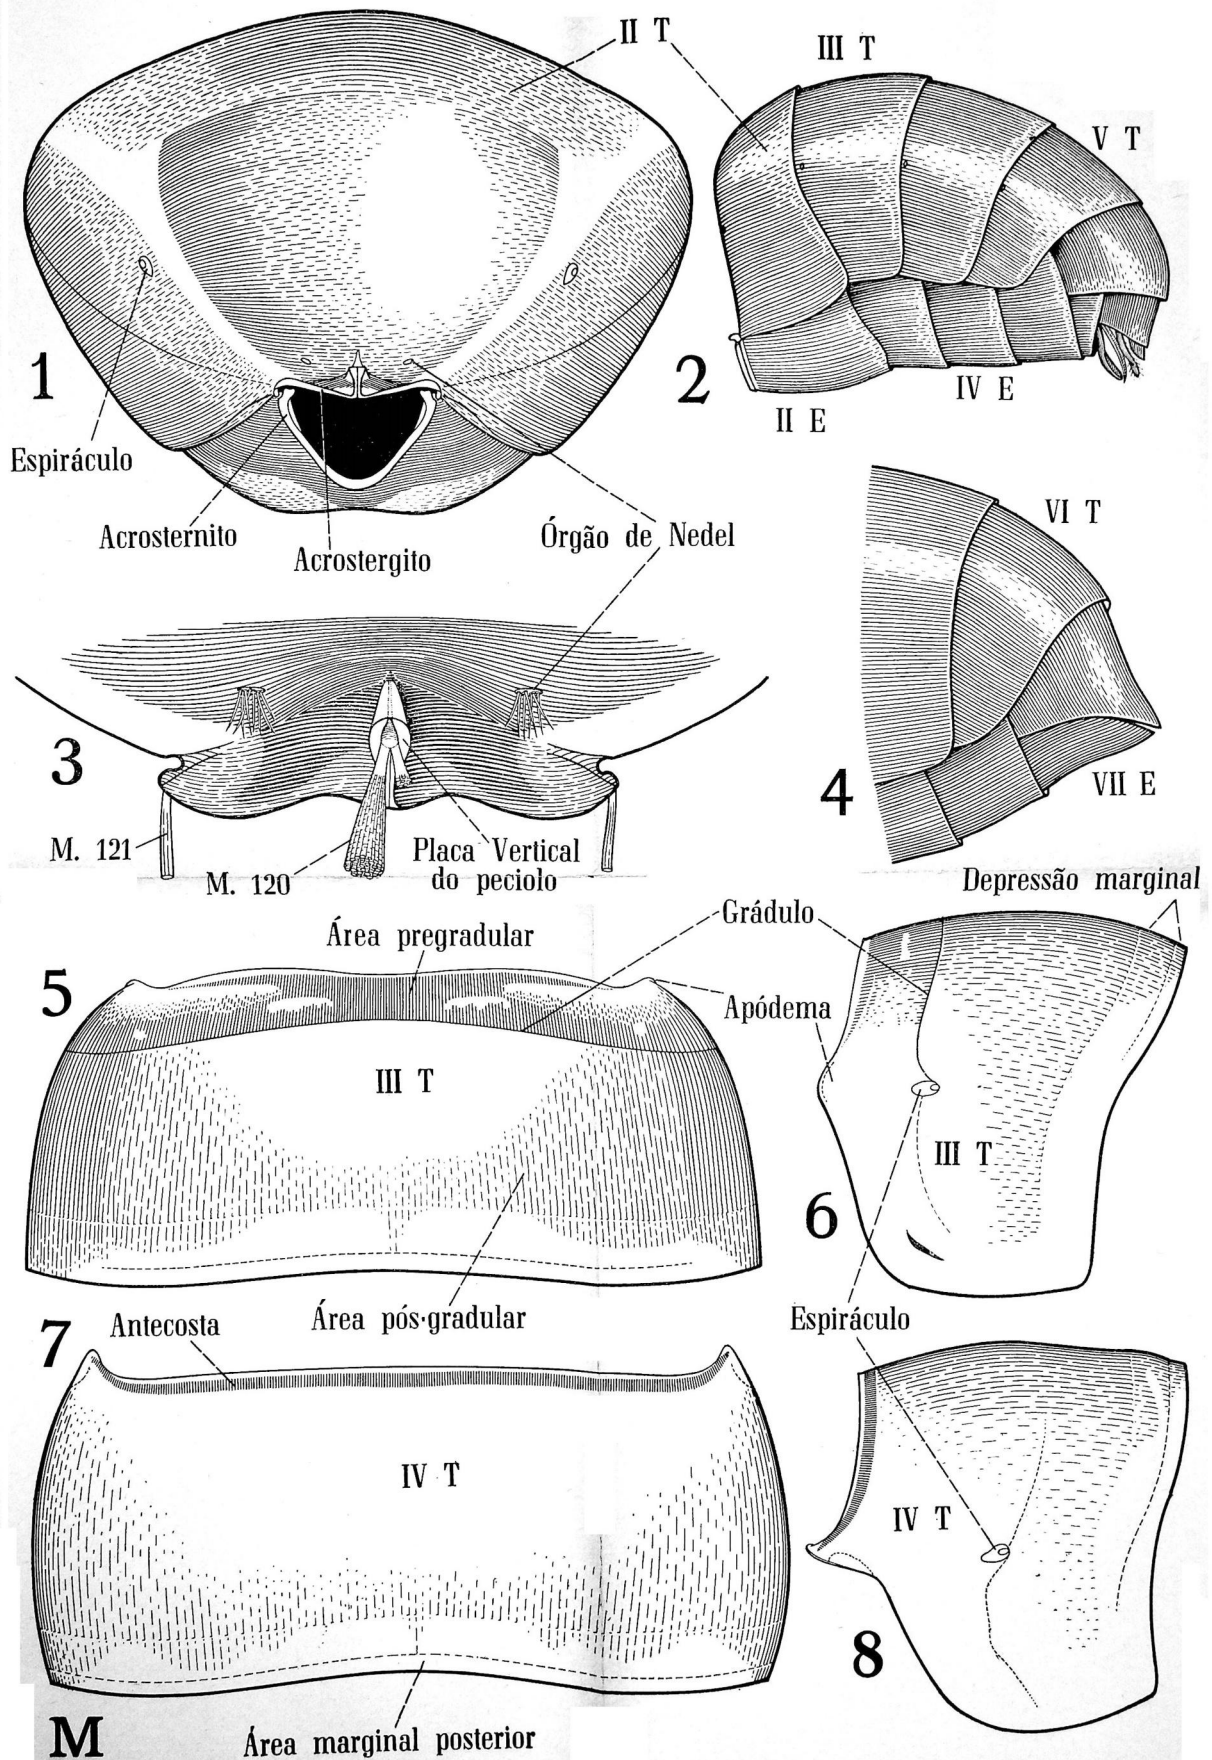 II T
III T
V T
1
2
Espiráculo
IV E
II E
Acrosternito
Acrostergito
Órgão de Nedel
VI T
3
4
M. 121
M. 120
Placa Vertical
do peciolo
VII E
Depressão marginal
Grádulo
Área pregradular
5
Apódema
III T
III T
6
Área pós-gradular
Espiráculo
7
Antecosta
IV T
IV T
8
M
Área marginal posterior